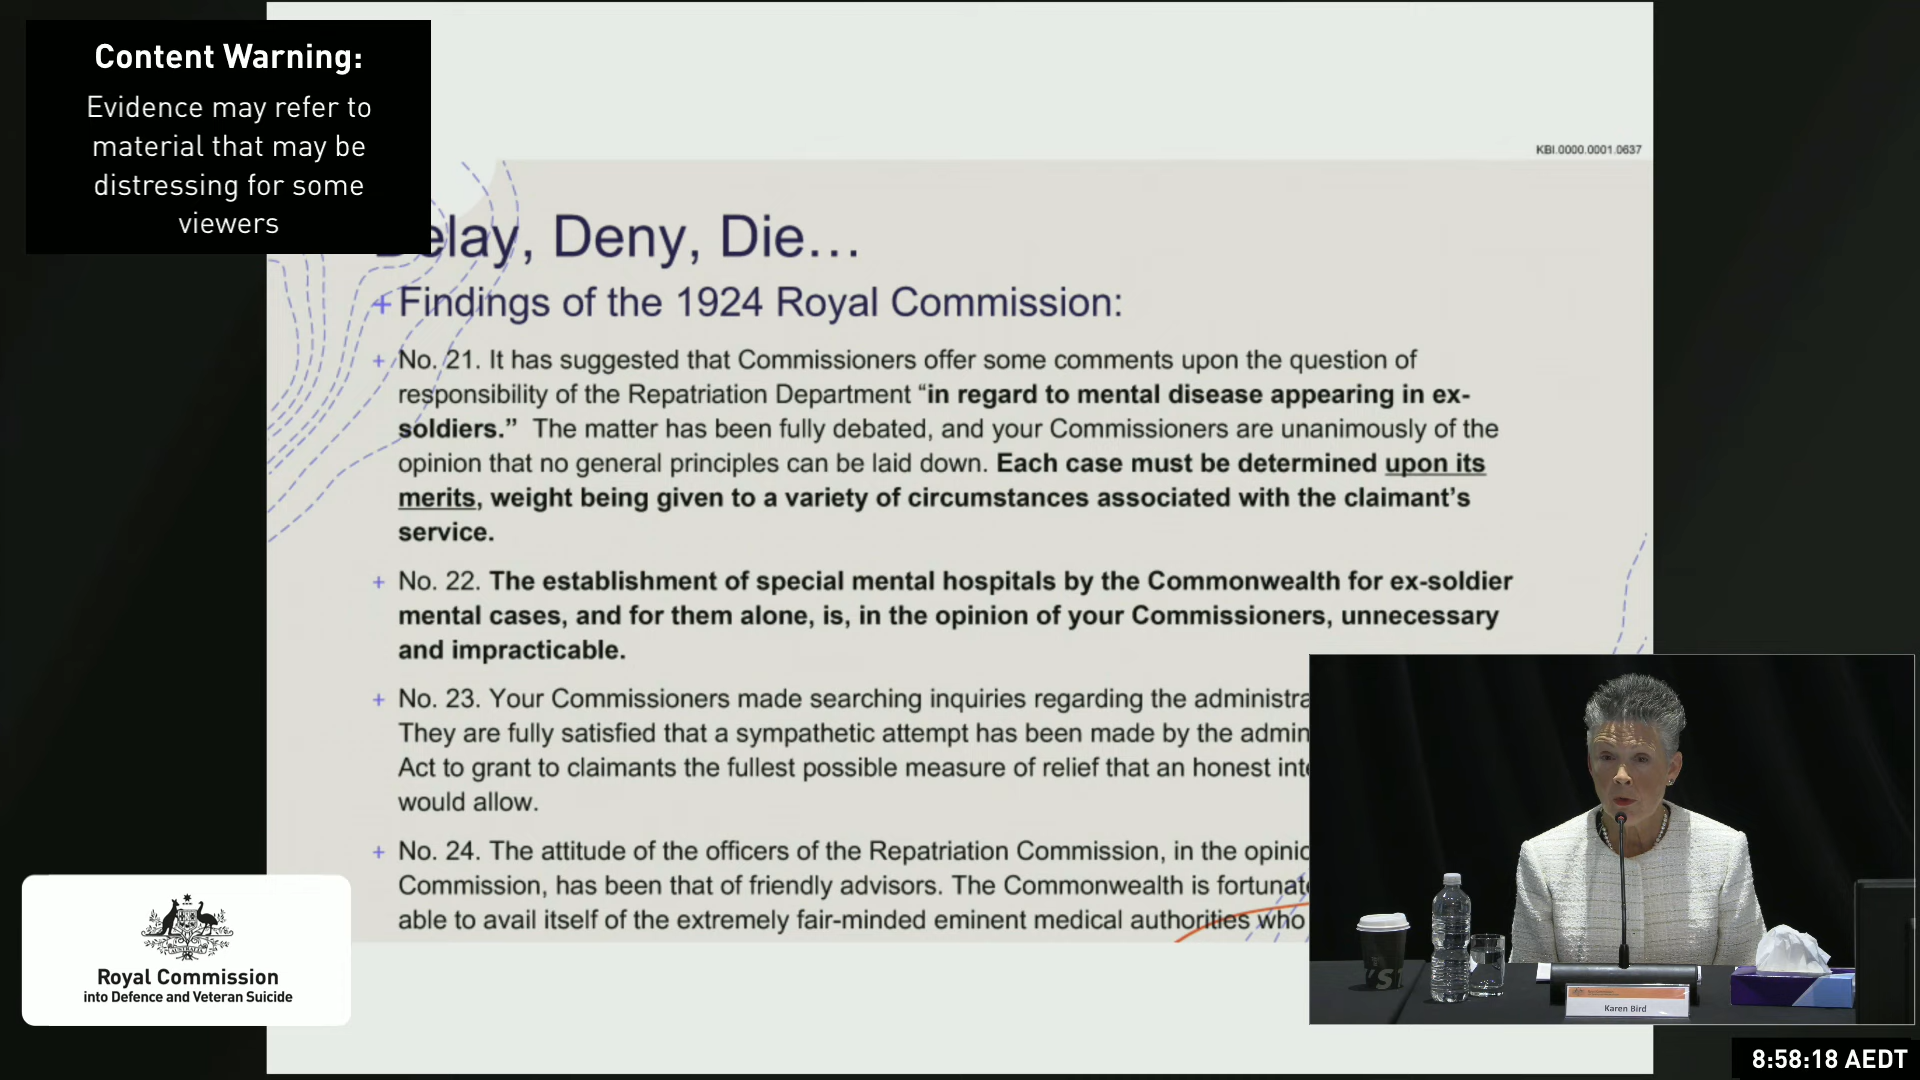 Content Warning:
Evidence may refer to
material that may be
distressing for some
viewers
KBI.0000.0001.0637
elay, Deny, Die...
+ Findings of the 1924 Royal Commission:
+ No. 21. It has suggested that Commissioners offer some comments upon the question of
responsibility of the Repatriation Department “in regard to mental disease appearing in ex-
soldiers.” The matter has been fully debated, and your Commissioners are unanimously of the
opinion that no general principles can be laid down. Each case must be determined upon its
merits, weight being given to a variety of circumstances associated with the claimant’s
service.
+ No. 22. The establishment of special mental hospitals by the Commonwealth for ex-soldier
mental cases, and for them alone, is, in the opinion of your Commissioners, unnecessary
and impracticable.
+ No. 23. Your Commissioners made searching inquiries regarding the administra
They are fully satisfied that a sympathetic attempt has been made by the admin
Act to grant to claimants the fullest possible measure of relief that an honest int
would allow.
+ No. 24. The attitude of the officers of the Repatriation Commission, in the opinio
Commission, has been that of friendly advisors. The Commonwealth is fortunat
able to avail itself of the extremely fair-minded eminent medical authorities who
AUSTRALIA
Royal Commission
into Defence and Veteran Suicide
Karen Bird
8:58:18 AEDT